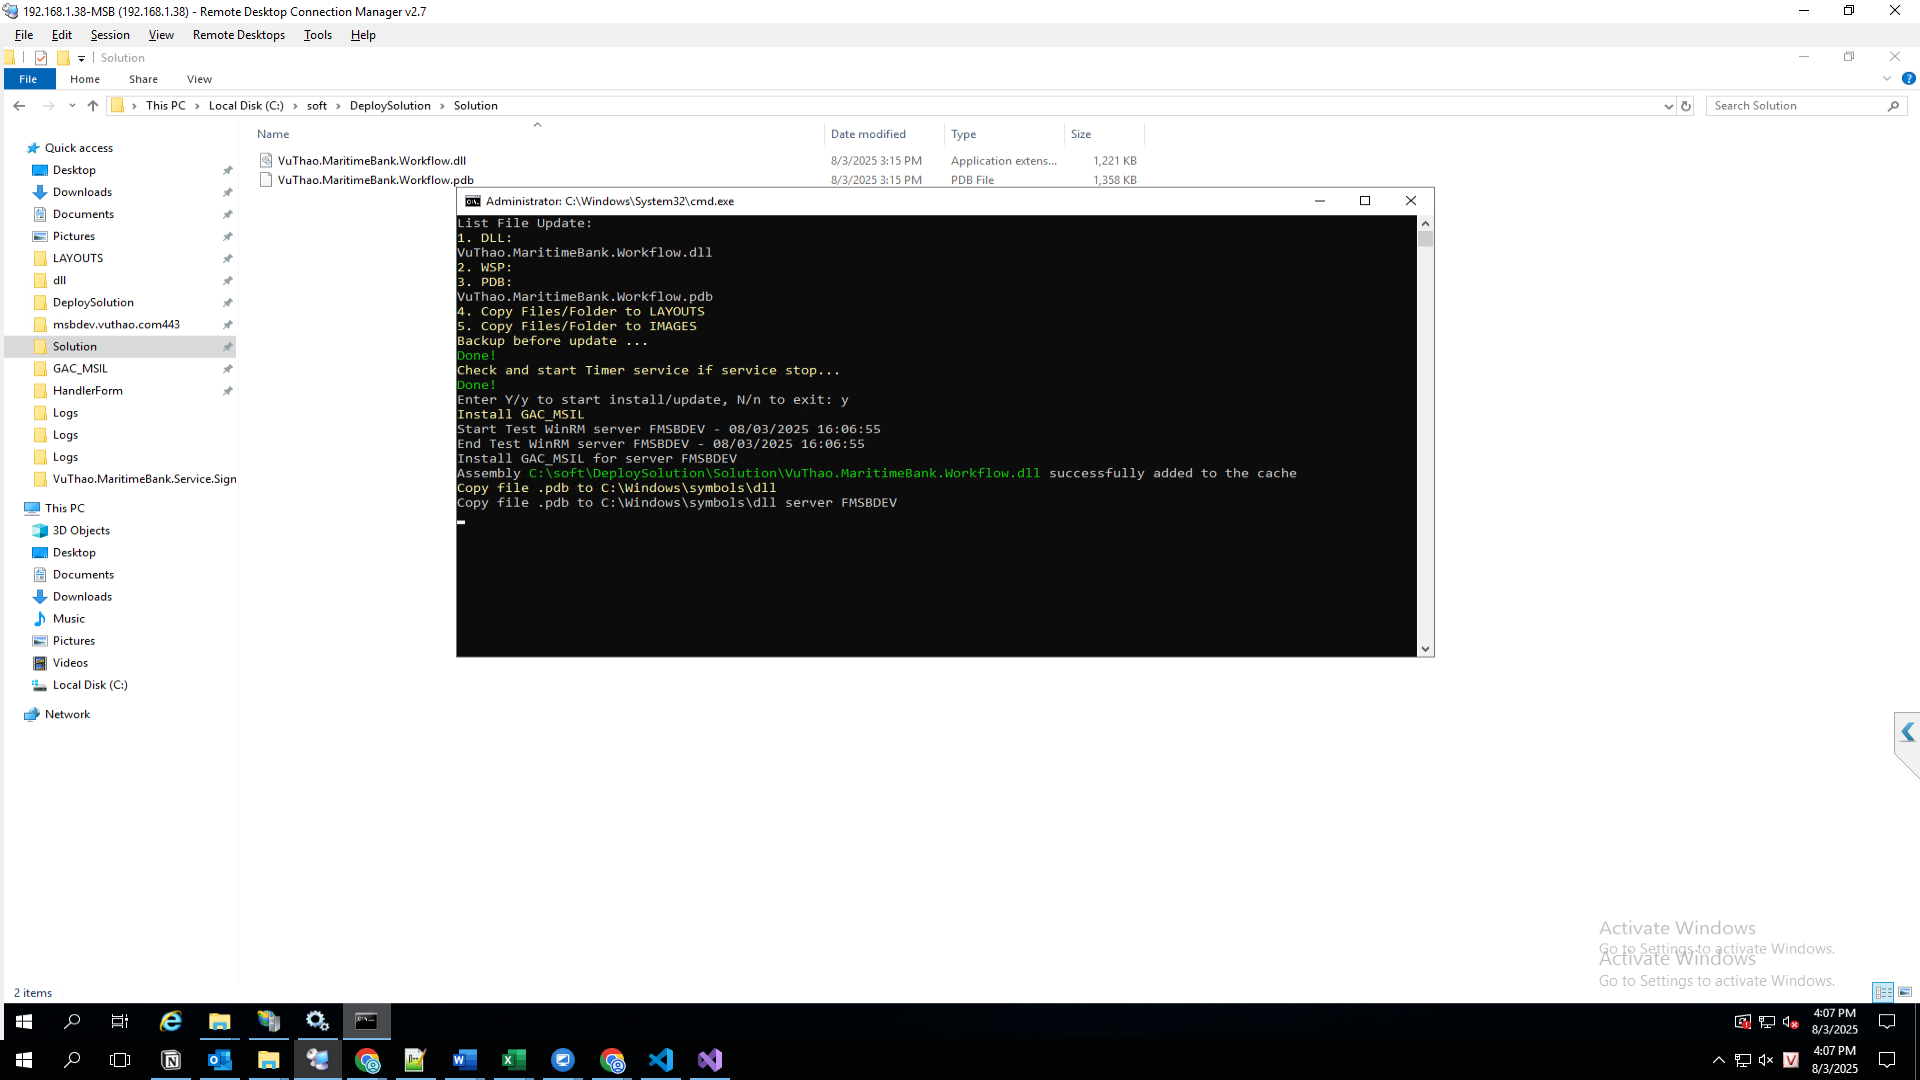 192.168.1.38-MSB (192.168.1.38) - Remote Desktop Connection Manager v2.7
File Edit Session View Remote Desktops Tools Help
Solution
File Home Share View
This PC Local Disk (C:) soft DeploySolution Solution
Search Solution
Name Date modified Type Size
VuThao.MaritimeBank.Workflow.dll 8/3/2025 3:15 PM Application extens... 1,221 KB
VuThao.MaritimeBank.Workflow.pdb 8/3/2025 3:15 PM PDB File 1,358 KB
Quick access
Desktop
Downloads
Documents
Pictures
LAYOUTS
dll
DeploySolution
msbdev.vuthao.com443
Solution
GAC_MSIL
HandlerForm
Logs
Logs
Logs
VuThao.MaritimeBank.Service.Sign
This PC
3D Objects
Desktop
Documents
Downloads
Music
Pictures
Videos
Local Disk (C:)
Network
Administrator: C:\Windows\System32\cmd.exe
List File Update:
1. DLL:
VuThao.MaritimeBank.Workflow.dll
2. WSP:
3. PDB:
VuThao.MaritimeBank.Workflow.pdb
4. Copy Files/Folder to LAYOUTS
5. Copy Files/Folder to IMAGES
Backup before update ...
Done!
Check and start Timer service if service stop...
Done!
Enter Y/y to start install/update, N/n to exit: y
Install GAC_MSIL
Start Test WinRM server FMSBDEV - 08/03/2025 16:06:55
End Test WinRM server FMSBDEV - 08/03/2025 16:06:55
Install GAC_MSIL for server FMSBDEV
Assembly C:\soft\DeploySolution\Solution\VuThao.MaritimeBank.Workflow.dll successfully added to the cache
Copy file .pdb to C:\Windows\symbols\dll
Copy file .pdb to C:\Windows\symbols\dll server FMSBDEV
Activate Windows
Go to Settings to activate Windows.
Activate Windows
Go to Settings to activate Windows.
2 items
4:07 PM
8/3/2025
4:07 PM
8/3/2025